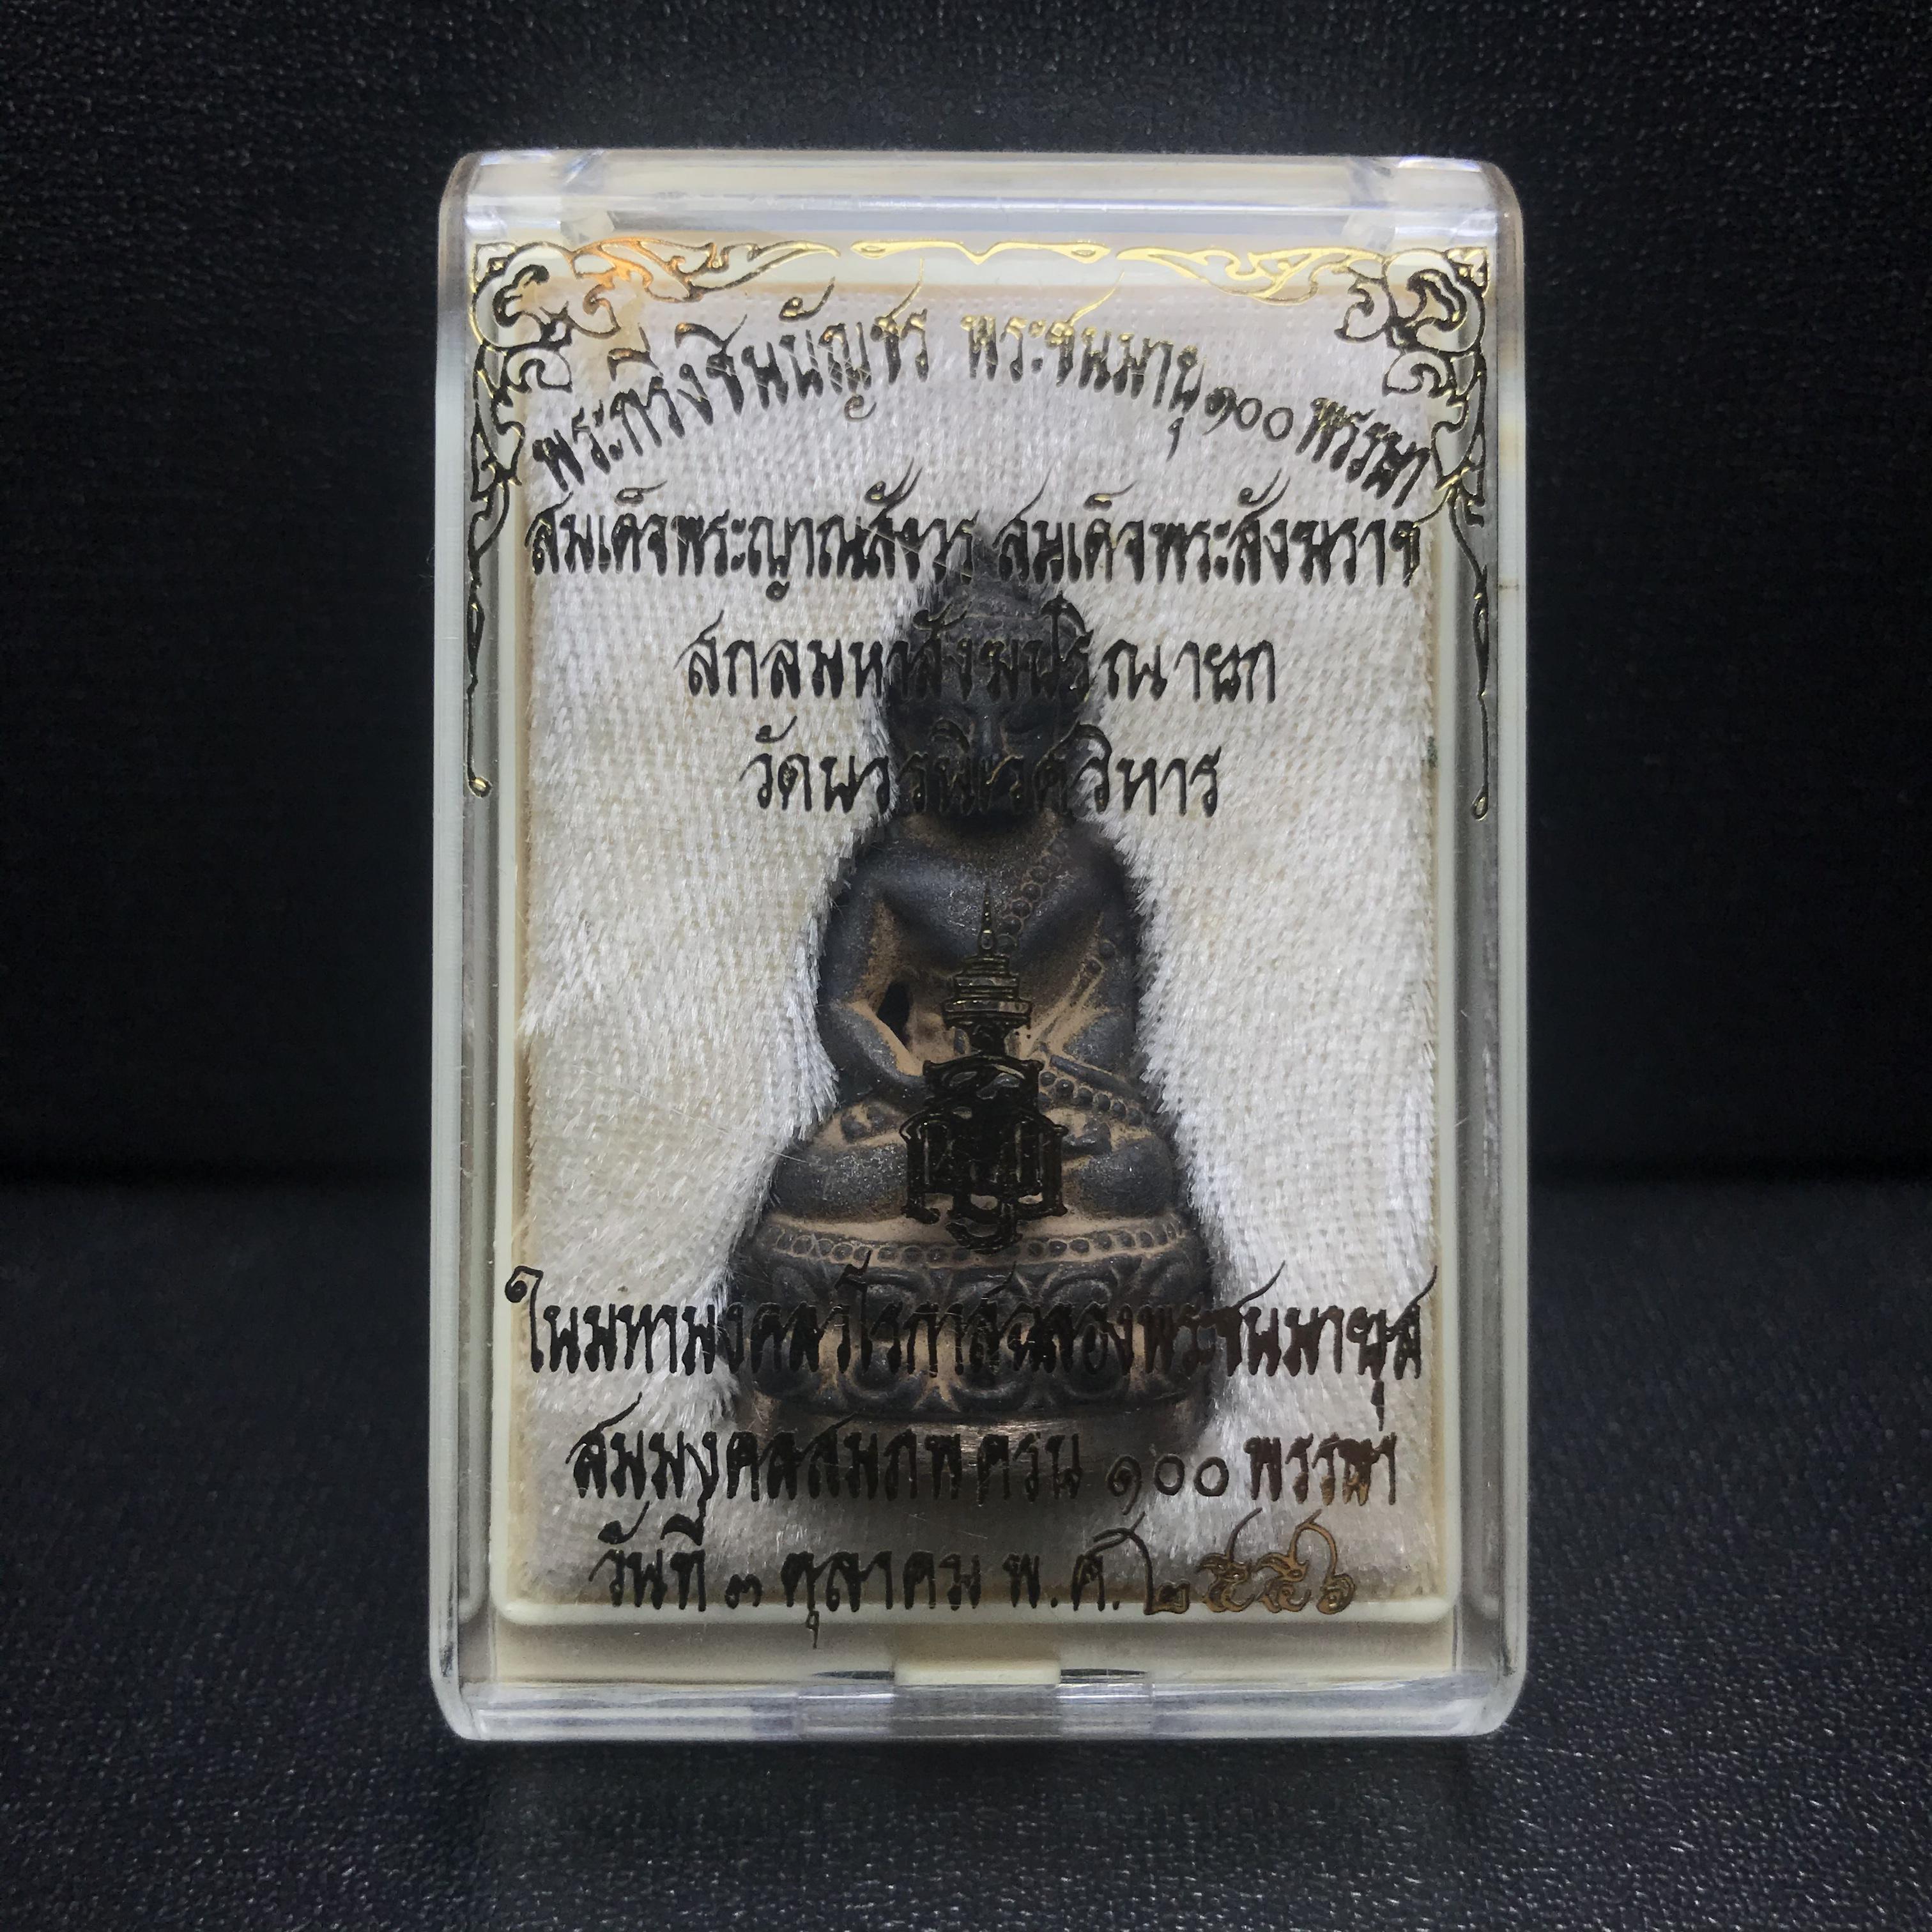 พระกริ่งชินบัญชร พระชนมายุ ๑๐๐ พรรษา
สมเด็จพระญาณสังวร สมเด็จพระสังฆราช
สกลมหาสังฆปริณายก
วัดบวรนิเวศวิหาร
ในมหามงคลวโรกาสฉลองพระชนมายุส
สมมงคลสมภพครบ ๑๐๐ พรรษา
วันที่ ๓ ตุลาคม พ.ศ. ๒๕๕๖